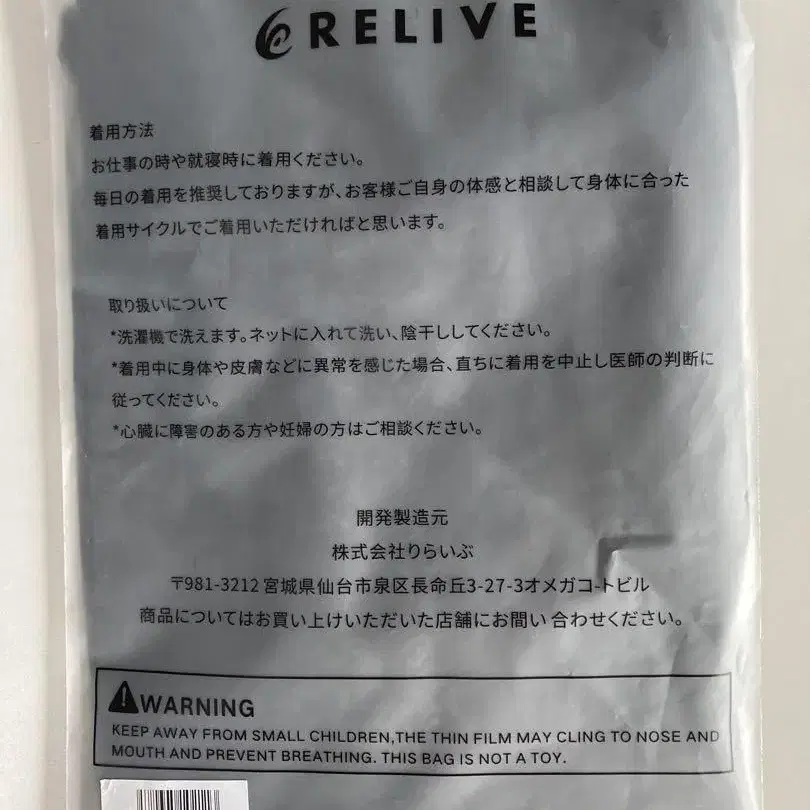 RELIVE
着用方法
お仕事の時や就寝時に着用ください。
毎日の着用を推奨しておりますが、お客様ご自身の体感と相談して身体に合った
着用サイクルでご着用いただければと思います。
取り扱いについて
*洗濯機で洗えます。ネットに入れて洗い、陰干ししてください。
*着用中に身体や皮膚などに異常を感じた場合、直ちに着用を中止し医師の判断に
従ってください。
*心臓に障害のある方や妊婦の方はご相談ください。
開発製造元
株式会社りらいぶ
〒981-3212 宮城県仙台市泉区長命丘3-27-3オメガコートビル
商品についてはお買い上げいただいた店舗にお問い合わせください。
WARNING
KEEP AWAY FROM SMALL CHILDREN,THE THIN FILM MAY CLING TO NOSE AND
MOUTH AND PREVENT BREATHING. THIS BAG IS NOT A TOY.